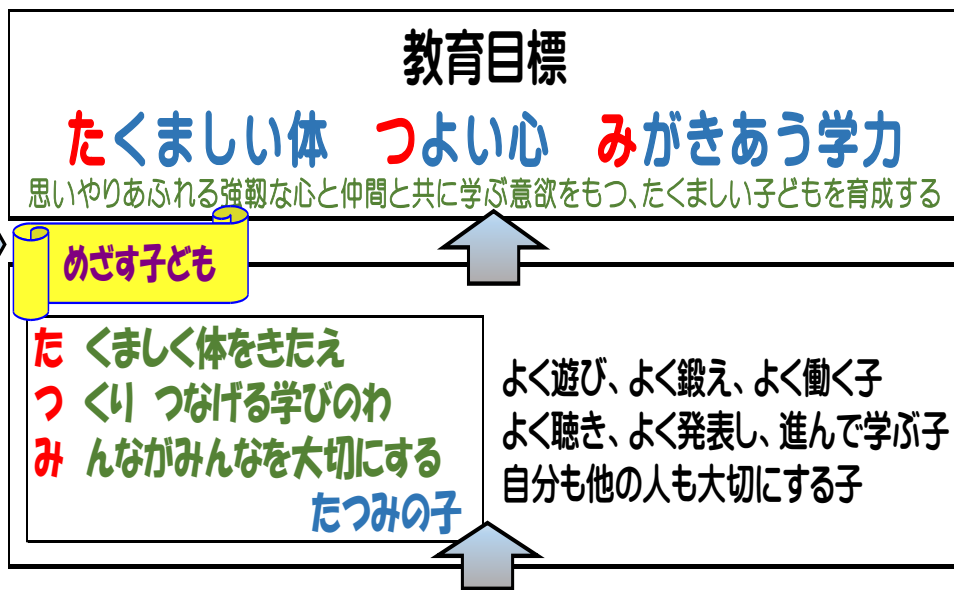 教育目標
たくましい体 つよい心 みがきあう学力
思いやりあふれる強靱な心と仲間と共に学ぶ意欲をもつ、たくましい子どもを育成する
めざす子ども
た くましく体をきたえ
つ くり つなげる学びのわ
み んながみんなを大切にする
たつみの子
よく遊び、よく鍛え、よく働く子
よく聴き、よく発表し、進んで学ぶ子
自分も他の人も大切にする子